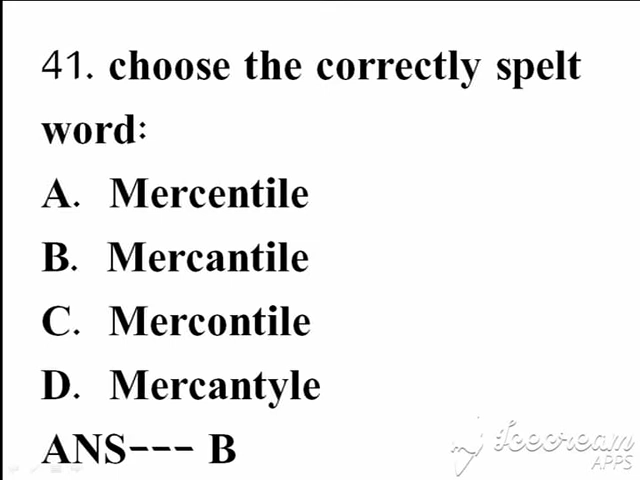 41. choose the correctly spelt
word:
A. Mercentile
B. Mercantile
C. Mercontile
D. Mercantyle
ANS--- B
Icecream
APPS